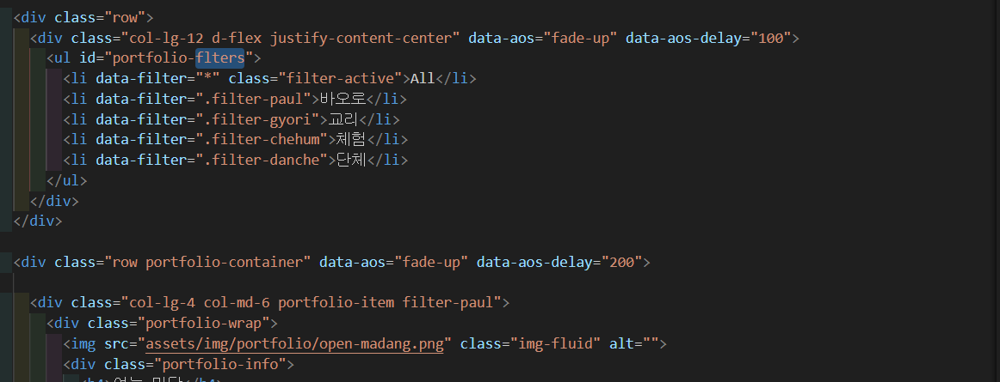 <div class="row">
<div class="col-lg-12 d-flex justify-content-center" data-aos="fade-up" data-aos-delay="100">
<ul id="portfolio-flters">
<li data-filter="*" class="filter-active">All</li>
<li data-filter=".filter-paul">바오로</li>
<li data-filter=".filter-gyori">교리</li>
<li data-filter=".filter-chehum">체험</li>
<li data-filter=".filter-danche">단체</li>
</ul>
</div>
</div>
<div class="row portfolio-container" data-aos="fade-up" data-aos-delay="200">
<div class="col-lg-4 col-md-6 portfolio-item filter-paul">
<div class="portfolio-wrap">
<img src="assets/img/portfolio/open-madang.png" class="img-fluid" alt="">
<div class="portfolio-info">